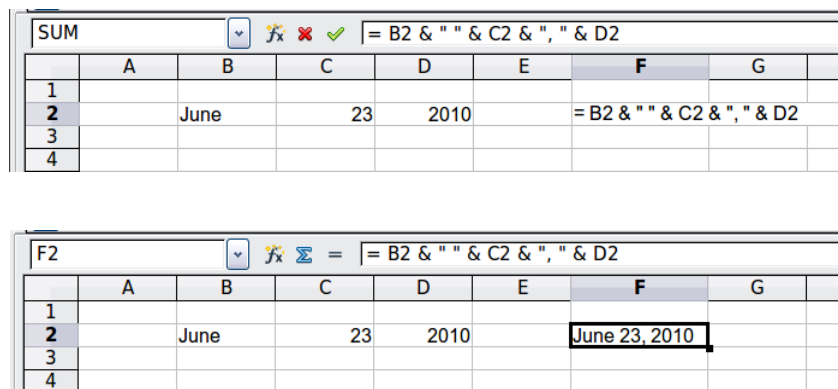 SUM = B2 & " " & C2 & ", " & D2
A B C D E F G
1
2 June 23 2010 = B2 & " " & C2 & ", " & D2
3
4
F2 = B2 & " " & C2 & ", " & D2
A B C D E F G
1
2 June 23 2010 June 23, 2010
3
4